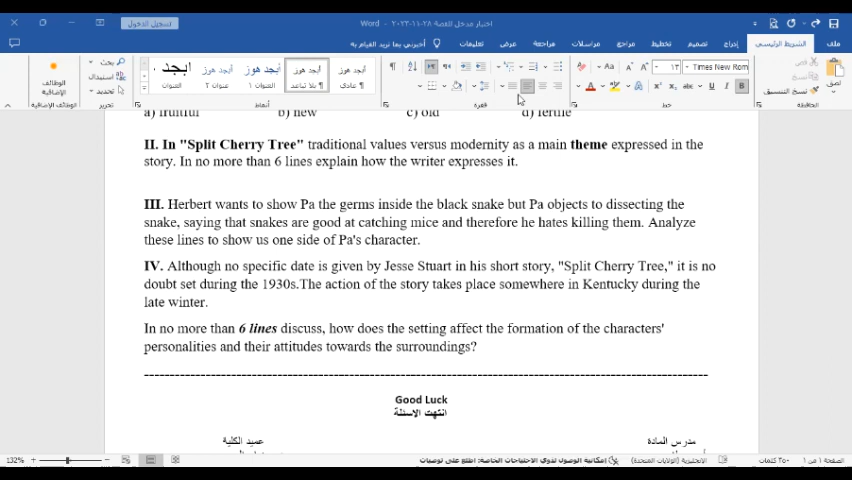 اختبار مدخل للقصة ٢٨-١١-٢٠٢٣ - Word
تسجيل الدخول
ملف الشريط الرئيسي إدراج تصميم تخطيط مراجع مراسلات مراجعة عرض تعليمات أخبرني بما تريد القيام به
لصق
قص
نسخ
نسخ التنسيق
الحافظة
Times New Rom ١٣
خط
فقرة
أبجد هوز أبجد هوز أبجد هوز أبجد هوز أبجد
¶ عادي ¶ بلا تباعد العنوان ١ عنوان ٢ العنوان
أنماط
بحث
استبدال
تحديد
تحرير
الوظائف الإضافية
الوظائف الإضافية
a) fruitful b) new c) old d) fertile
II. In "Split Cherry Tree" traditional values versus modernity as a main theme expressed in the
story. In no more than 6 lines explain how the writer expresses it.
III. Herbert wants to show Pa the germs inside the black snake but Pa objects to dissecting the
snake, saying that snakes are good at catching mice and therefore he hates killing them. Analyze
these lines to show us one side of Pa's character.
IV. Although no specific date is given by Jesse Stuart in his short story, "Split Cherry Tree," it is no
doubt set during the 1930s.The action of the story takes place somewhere in Kentucky during the
late winter.
In no more than 6 lines discuss, how does the setting affect the formation of the characters'
personalities and their attitudes towards the surroundings?
Good Luck
انتهت الاسئلة
مدرس المادة عميد الكلية
الصفحة ١ من ١ ٣٥٠ كلمات الإنجليزية (الولايات المتحدة) إمكانية الوصول لذوي الاحتياجات الخاصة: اطلع على توصيات
132%